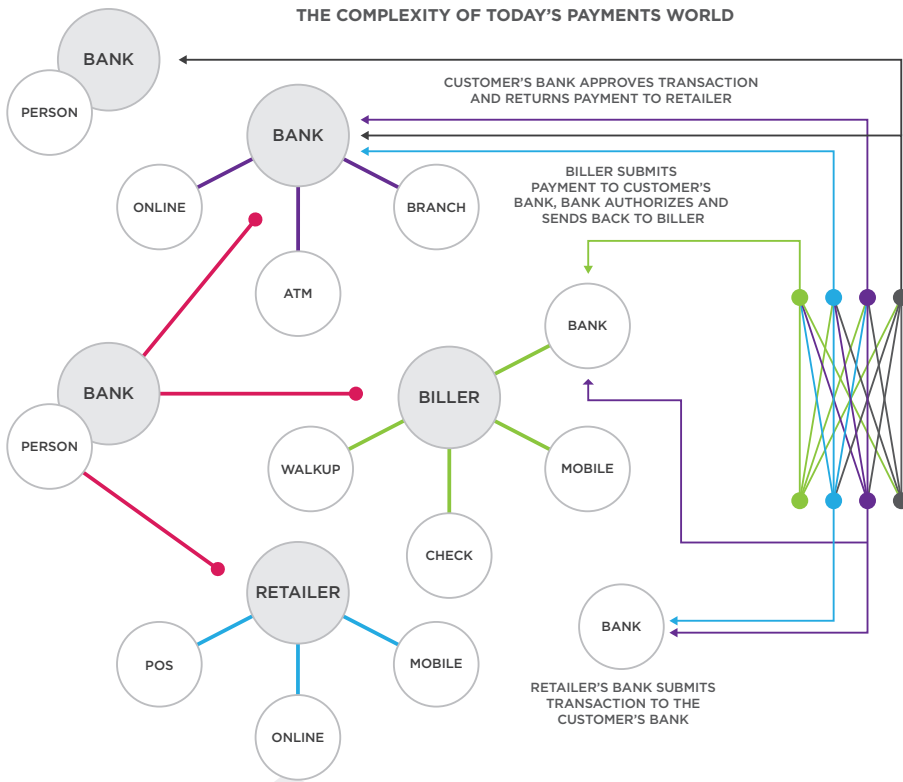 THE COMPLEXITY OF TODAY'S PAYMENTS WORLD
BANK
PERSON
CUSTOMER'S BANK APPROVES TRANSACTION
AND RETURNS PAYMENT TO RETAILER
BANK
ONLINE
BRANCH
ATM
BILLER SUBMITS
PAYMENT TO CUSTOMER'S
BANK, BANK AUTHORIZES AND
SENDS BACK TO BILLER
BANK
BANK
PERSON
BILLER
WALKUP
MOBILE
CHECK
RETAILER
POS
MOBILE
ONLINE
BANK
RETAILER'S BANK SUBMITS
TRANSACTION TO THE
CUSTOMER'S BANK